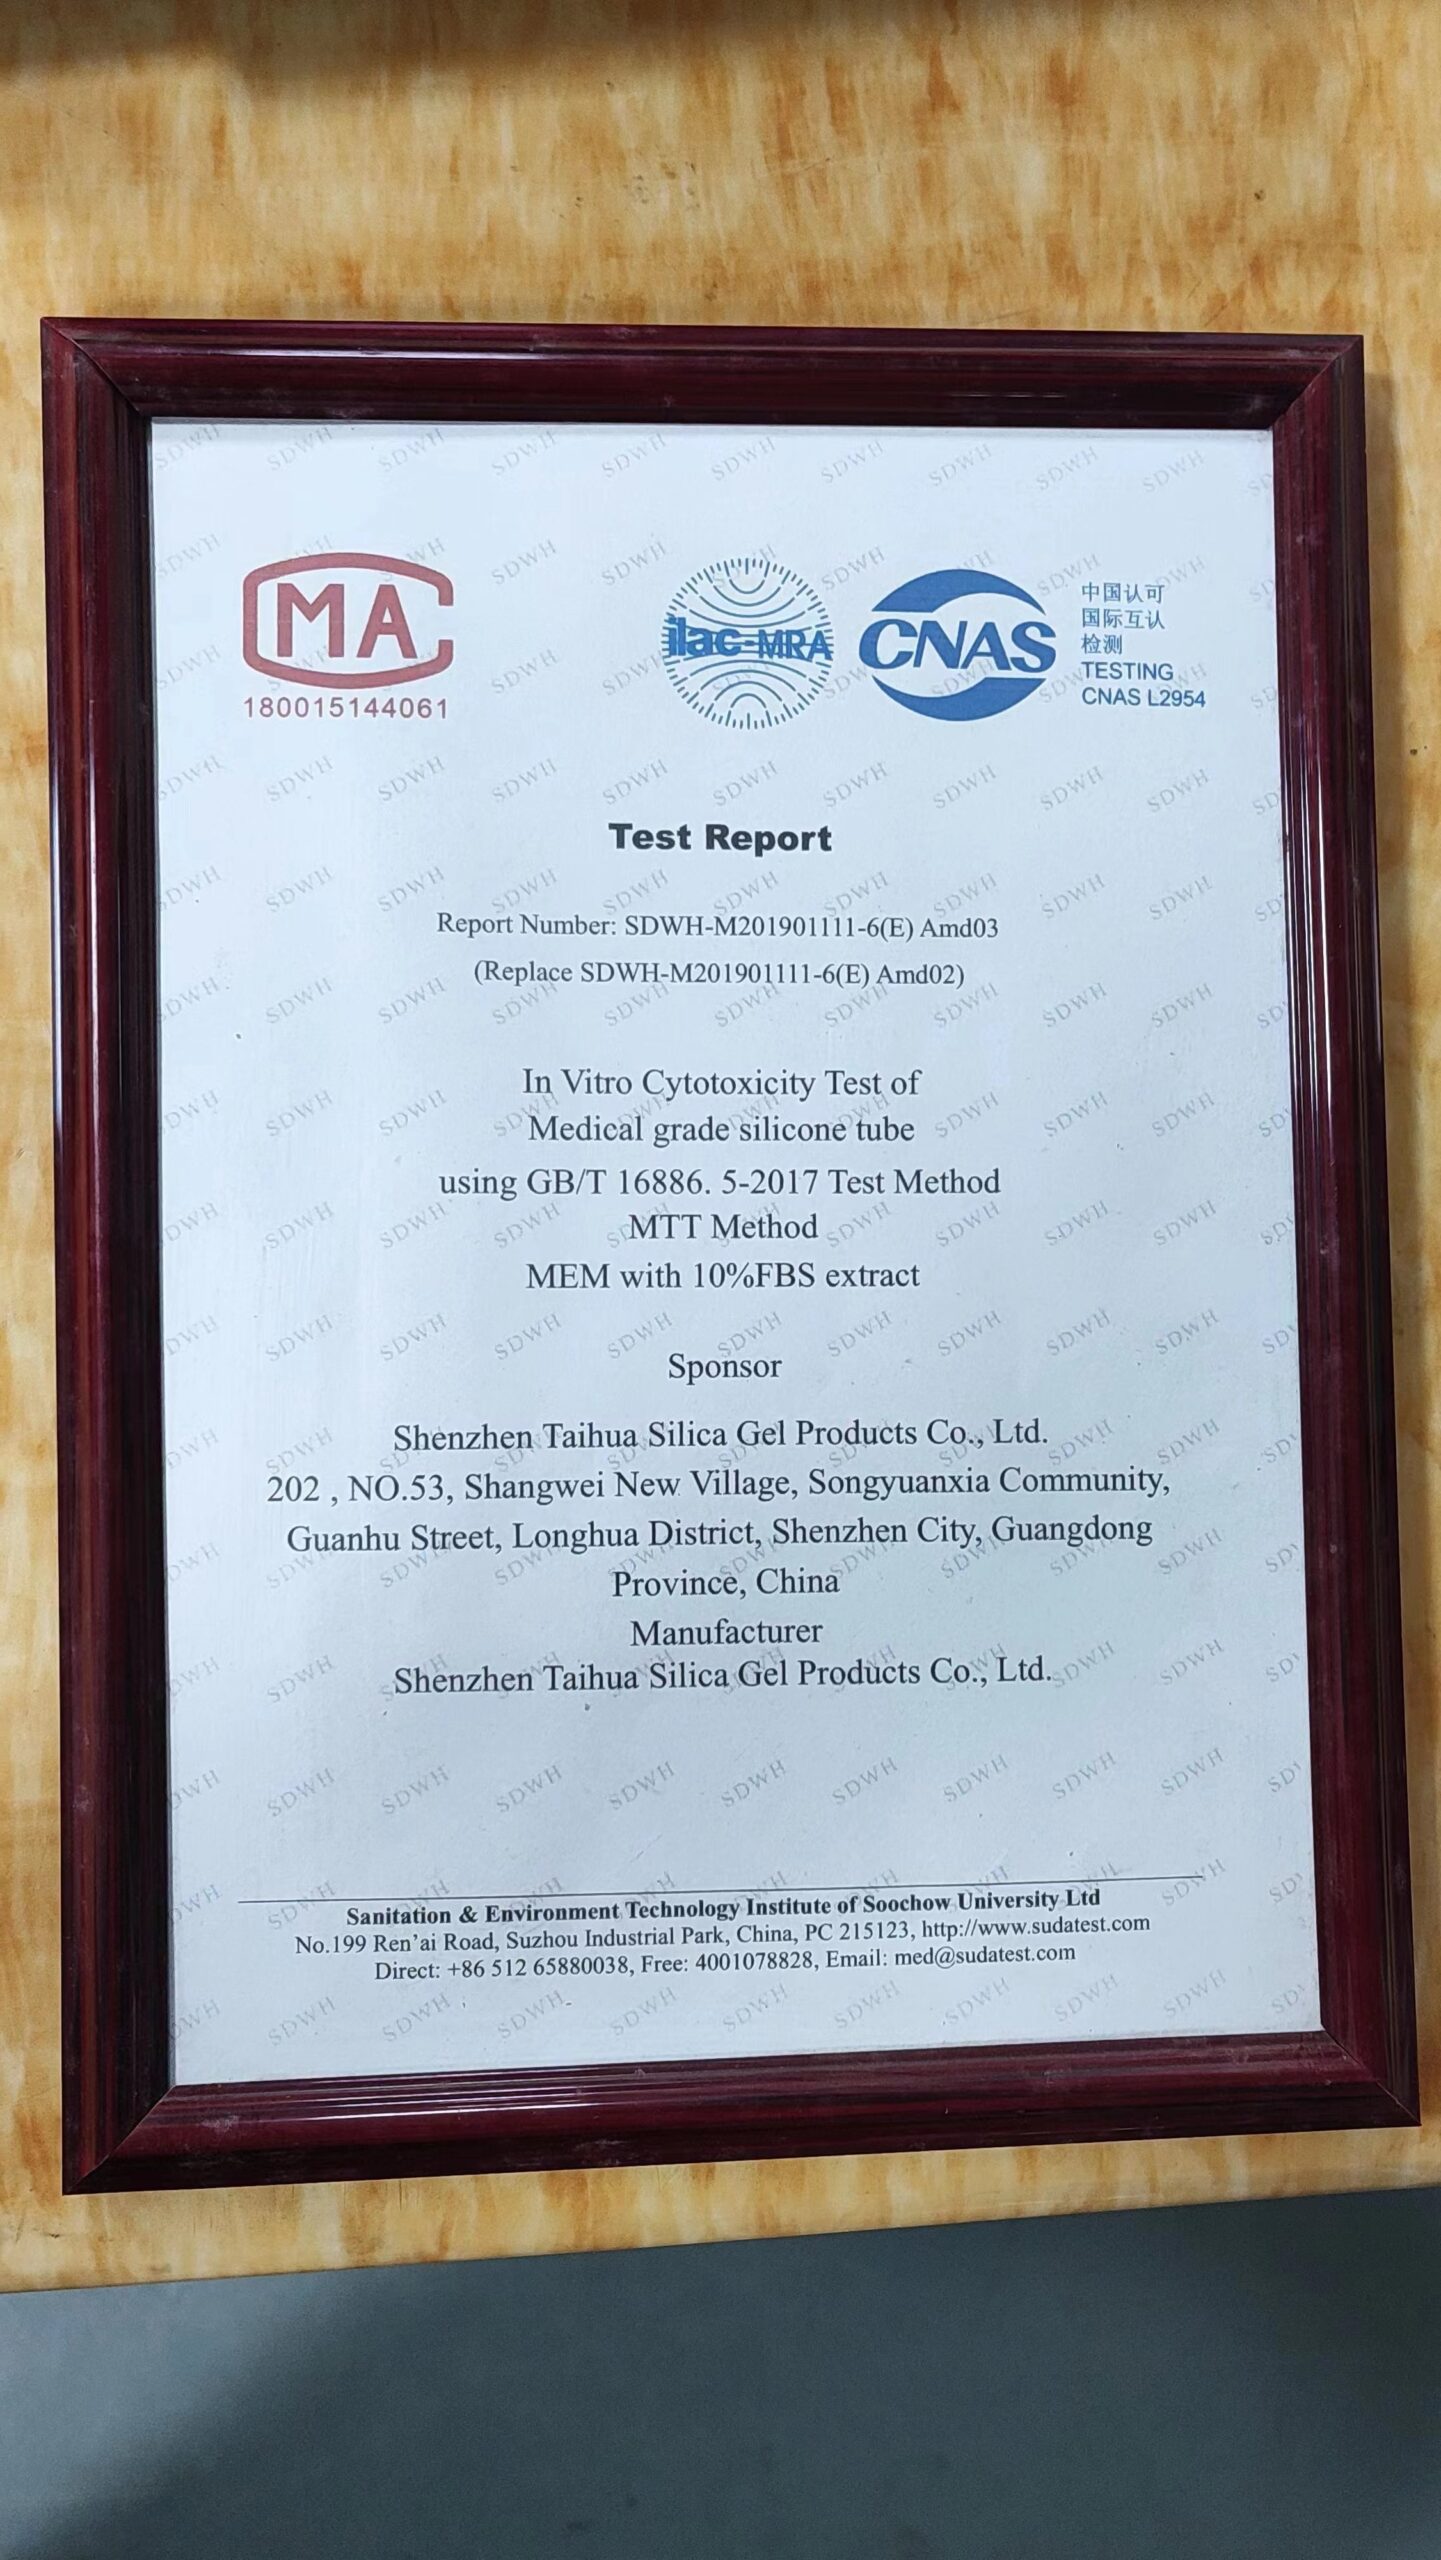 MA
180015144061
ilac-MRA
CNAS
中国认可
国际互认
检测
TESTING
CNAS L2954
Test Report
Report Number: SDWH-M201901111-6(E) Amd03
(Replace SDWH-M201901111-6(E) Amd02)
In Vitro Cytotoxicity Test of
Medical grade silicone tube
using GB/T 16886. 5-2017 Test Method
MTT Method
MEM with 10%FBS extract
Sponsor
Shenzhen Taihua Silica Gel Products Co., Ltd.
202 , NO.53, Shangwei New Village, Songyuanxia Community,
Guanhu Street, Longhua District, Shenzhen City, Guangdong
Province, China
Manufacturer
Shenzhen Taihua Silica Gel Products Co., Ltd.
Sanitation & Environment Technology Institute of Soochow University Ltd
No.199 Ren'ai Road, Suzhou Industrial Park, China, PC 215123, http://www.sudatest.com
Direct: +86 512 65880038, Free: 4001078828, Email: med@sudatest.com
SDWH